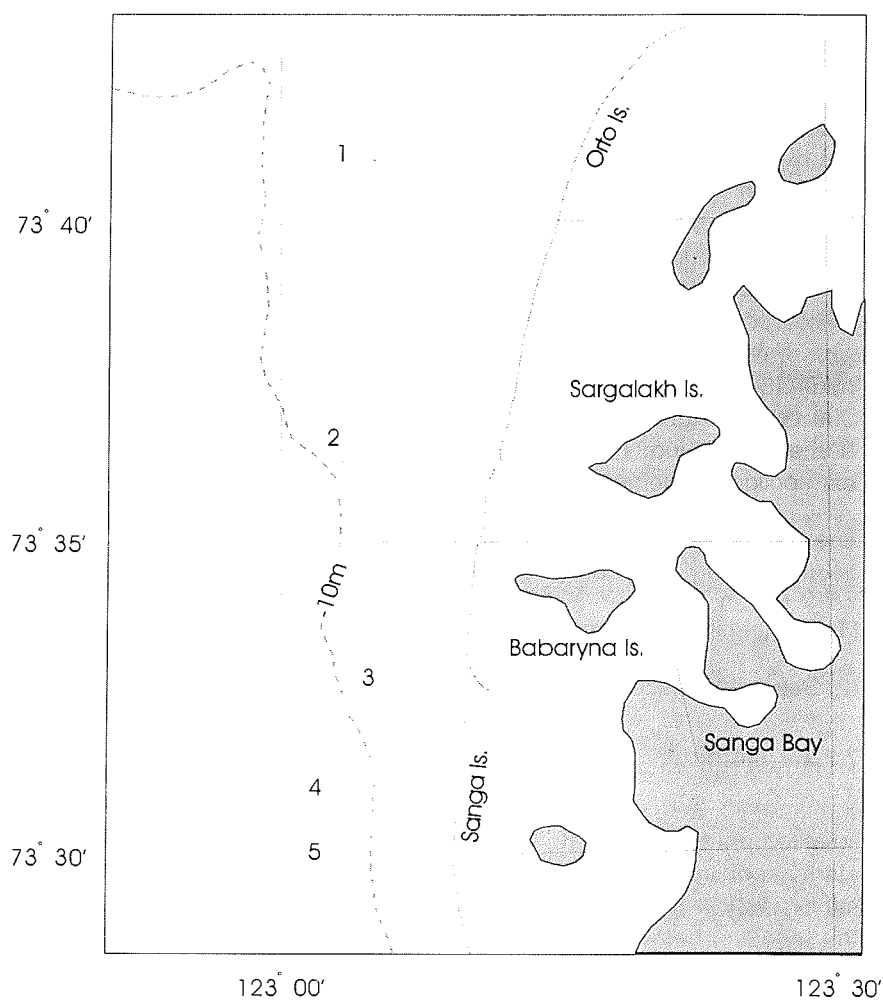 Orto Is.
1
73° 40'
Sargalakh Is.
2
73° 35'
-10m
Babaryna Is.
3
Sanga Bay
Sanga Is.
4
5
73° 30'
123° 00'
123° 30'